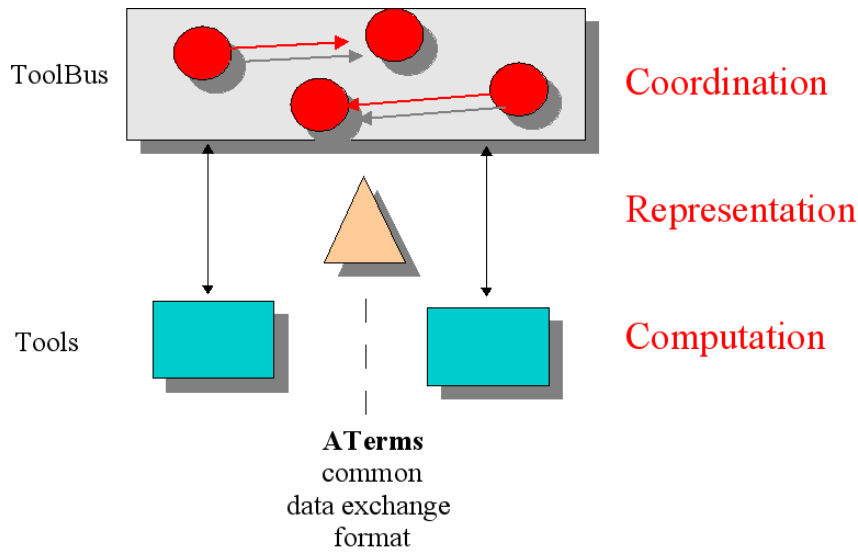 ToolBus
Coordination
Representation
Tools
Computation
ATerms
common
data exchange
format